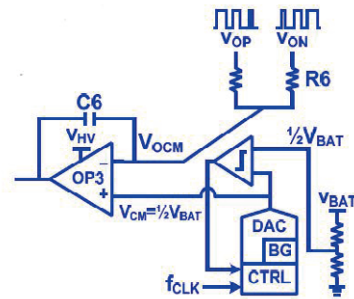 VOP VON
R6
C6
VHV
VOCM
½VBAT
OP3
−
+
VCM=½VBAT
VBAT
DAC
BG
CTRL
fCLK